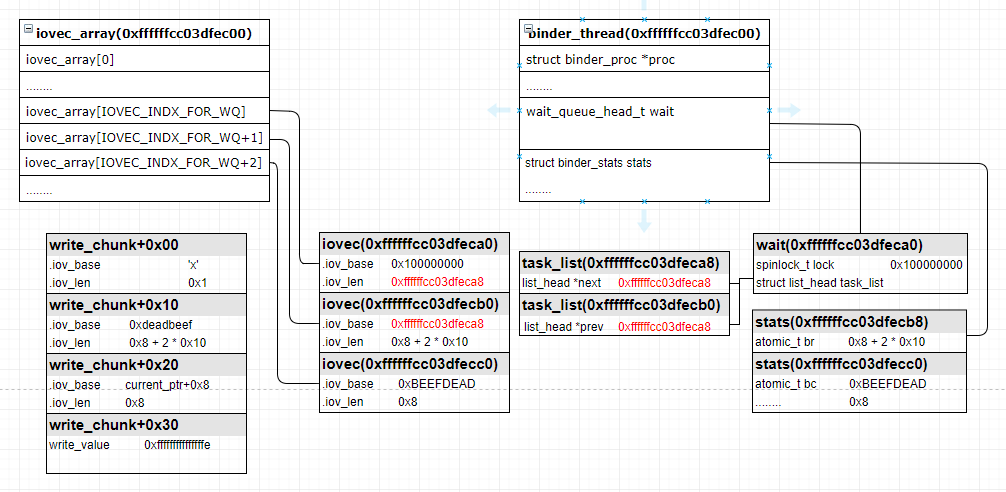 iovec_array(0xffffffcc03dfec00)
iovec_array[0]
........
iovec_array[IOVEC_INDX_FOR_WQ]
iovec_array[IOVEC_INDX_FOR_WQ+1]
iovec_array[IOVEC_INDX_FOR_WQ+2]
........
binder_thread(0xffffffcc03dfec00)
struct binder_proc *proc
........
wait_queue_head_t wait
struct binder_stats stats
........
write_chunk+0x00
.iov_base 'x'
.iov_len 0x1
write_chunk+0x10
.iov_base 0xdeadbeef
.iov_len 0x8 + 2 * 0x10
write_chunk+0x20
.iov_base current_ptr+0x8
.iov_len 0x8
write_chunk+0x30
write_value 0xfffffffffffffffe
iovec(0xffffffcc03dfeca0)
.iov_base 0x100000000
.iov_len 0xffffffcc03dfeca8
iovec(0xffffffcc03dfecb0)
.iov_base 0xffffffcc03dfeca8
.iov_len 0x8 + 2 * 0x10
iovec(0xffffffcc03dfecc0)
.iov_base 0xBEEFDEAD
.iov_len 0x8
task_list(0xffffffcc03dfeca8)
list_head *next 0xffffffcc03dfeca8
task_list(0xffffffcc03dfecb0)
list_head *prev 0xffffffcc03dfeca8
wait(0xffffffcc03dfeca0)
spinlock_t lock 0x100000000
struct list_head task_list
stats(0xffffffcc03dfecb8)
atomic_t br 0x8 + 2 * 0x10
stats(0xffffffcc03dfecc0)
atomic_t bc 0xBEEFDEAD
........ 0x8